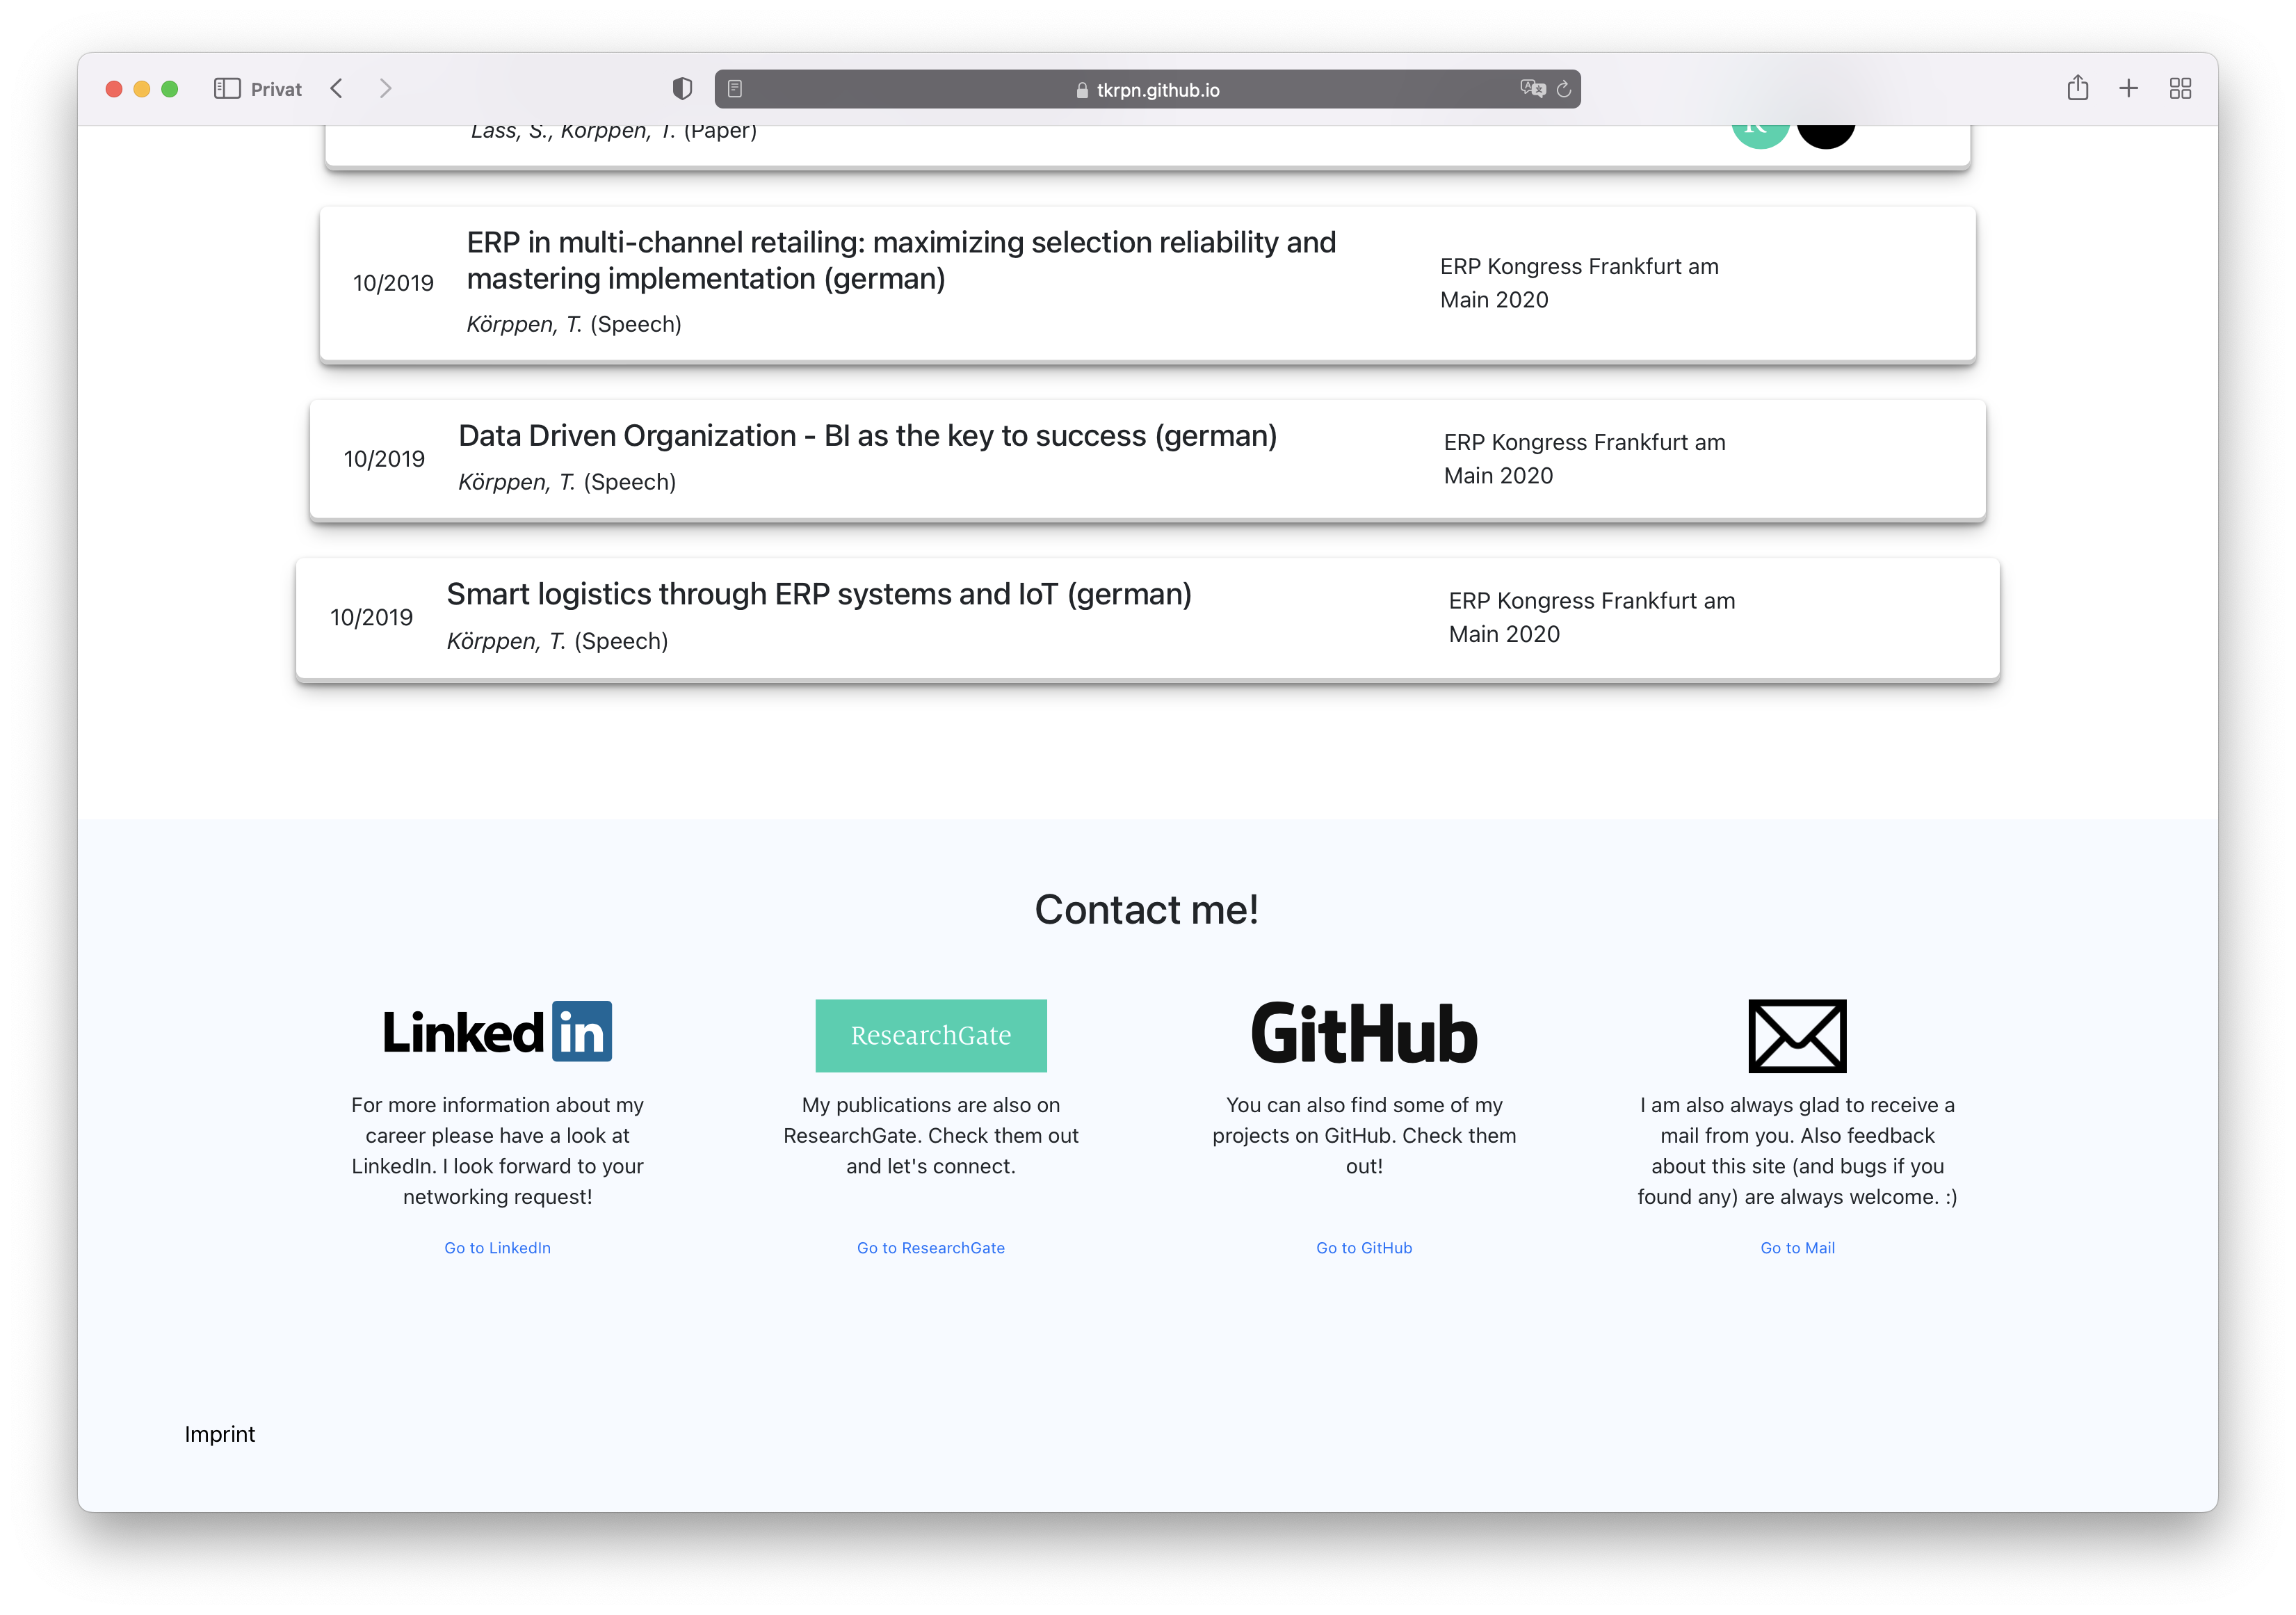 Privat
tkrpn.github.io
Lass, S., Körppen, T. (Paper)
ERP in multi-channel retailing: maximizing selection reliability and
mastering implementation (german)
10/2019
Körppen, T. (Speech)
ERP Kongress Frankfurt am
Main 2020
Data Driven Organization - BI as the key to success (german)
10/2019
Körppen, T. (Speech)
ERP Kongress Frankfurt am
Main 2020
Smart logistics through ERP systems and IoT (german)
10/2019
Körppen, T. (Speech)
ERP Kongress Frankfurt am
Main 2020
Contact me!
Linked in
For more information about my
career please have a look at
LinkedIn. I look forward to your
networking request!
Go to LinkedIn
ResearchGate
My publications are also on
ResearchGate. Check them out
and let's connect.
Go to ResearchGate
GitHub
You can also find some of my
projects on GitHub. Check them
out!
Go to GitHub
I am also always glad to receive a
mail from you. Also feedback
about this site (and bugs if you
found any) are always welcome. :)
Go to Mail
Imprint